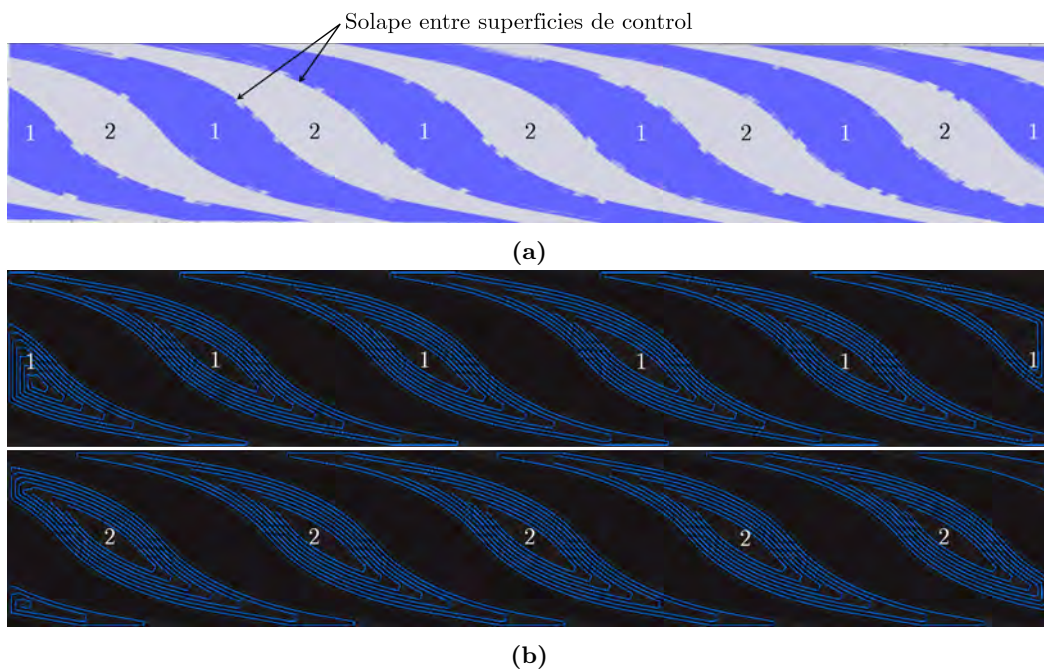 Solape entre superficies de control
1 2 1 2 1 2 1 2 1 2 1
(a)
1 1 1 1 1 1
2 2 2 2 2
(b)